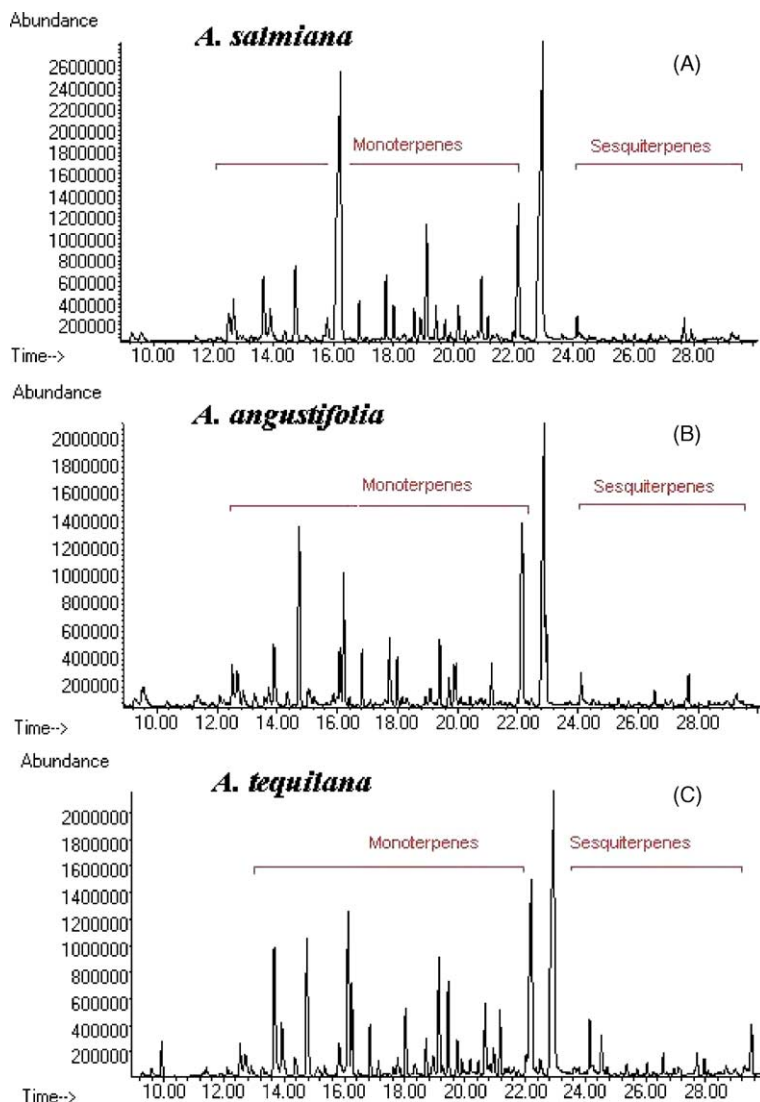 Abundance
A. salmiana
(A)
2600000
2400000
2200000
2000000
1800000
1600000
1400000
1200000
1000000
800000
600000
400000
200000
Monoterpenes
Sesquiterpenes
Time-->
10.00 12.00 14.00 16.00 18.00 20.00 22.00 24.00 26.00 28.00
Abundance
A. angustifolia
(B)
2000000
1800000
1600000
1400000
1200000
1000000
800000
600000
400000
200000
Monoterpenes
Sesquiterpenes
Time-->
10.00 12.00 14.00 16.00 18.00 20.00 22.00 24.00 26.00 28.00
Abundance
A. tequilana
(C)
2000000
1800000
1600000
1400000
1200000
1000000
800000
600000
400000
200000
Monoterpenes
Sesquiterpenes
Time-->
10.00 12.00 14.00 16.00 18.00 20.00 22.00 24.00 26.00 28.00